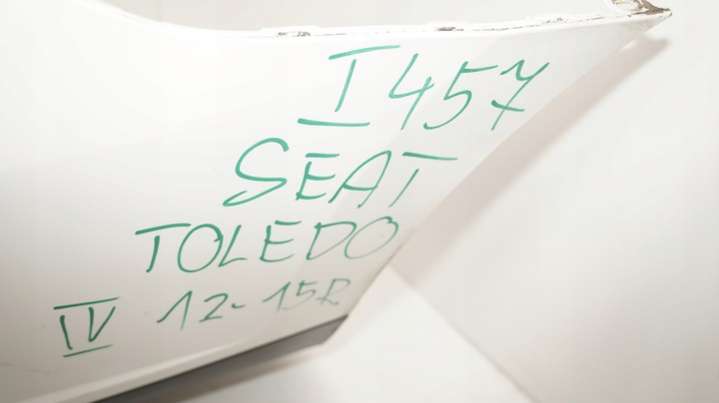 I457
SEAT
TOLEDO
IV 12-15R